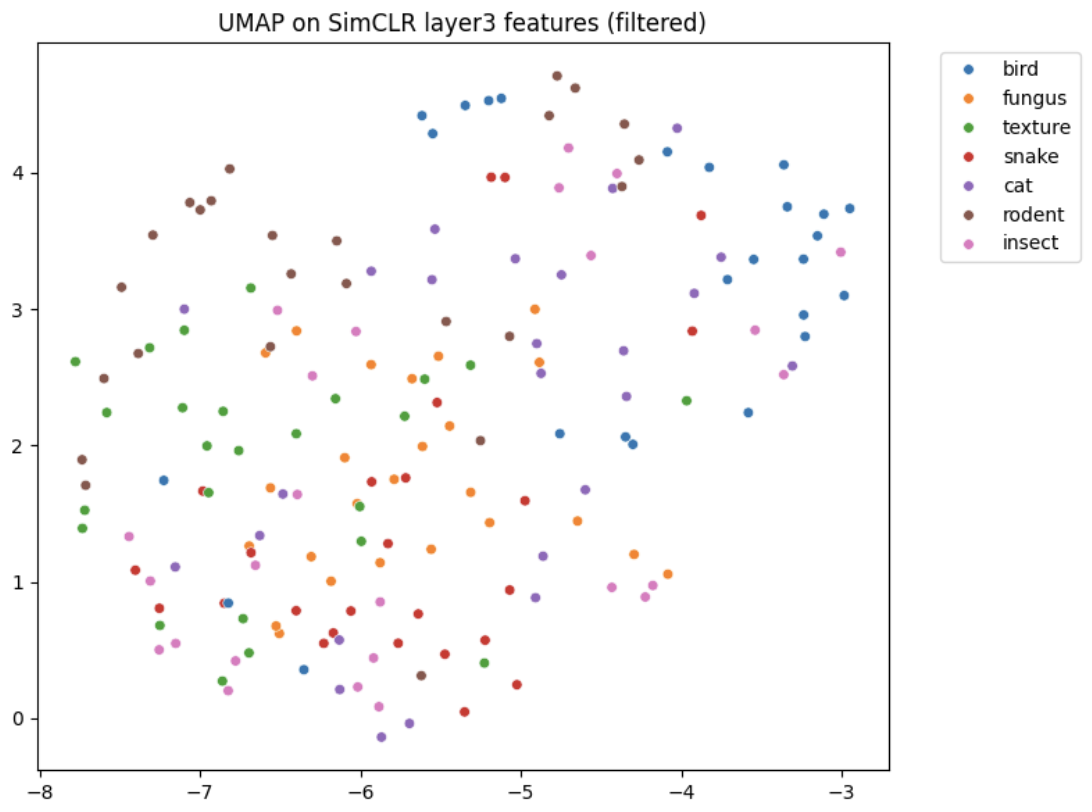 UMAP on SimCLR layer3 features (filtered)
bird
fungus
texture
snake
cat
rodent
insect
4
3
2
1
0
−8 −7 −6 −5 −4 −3